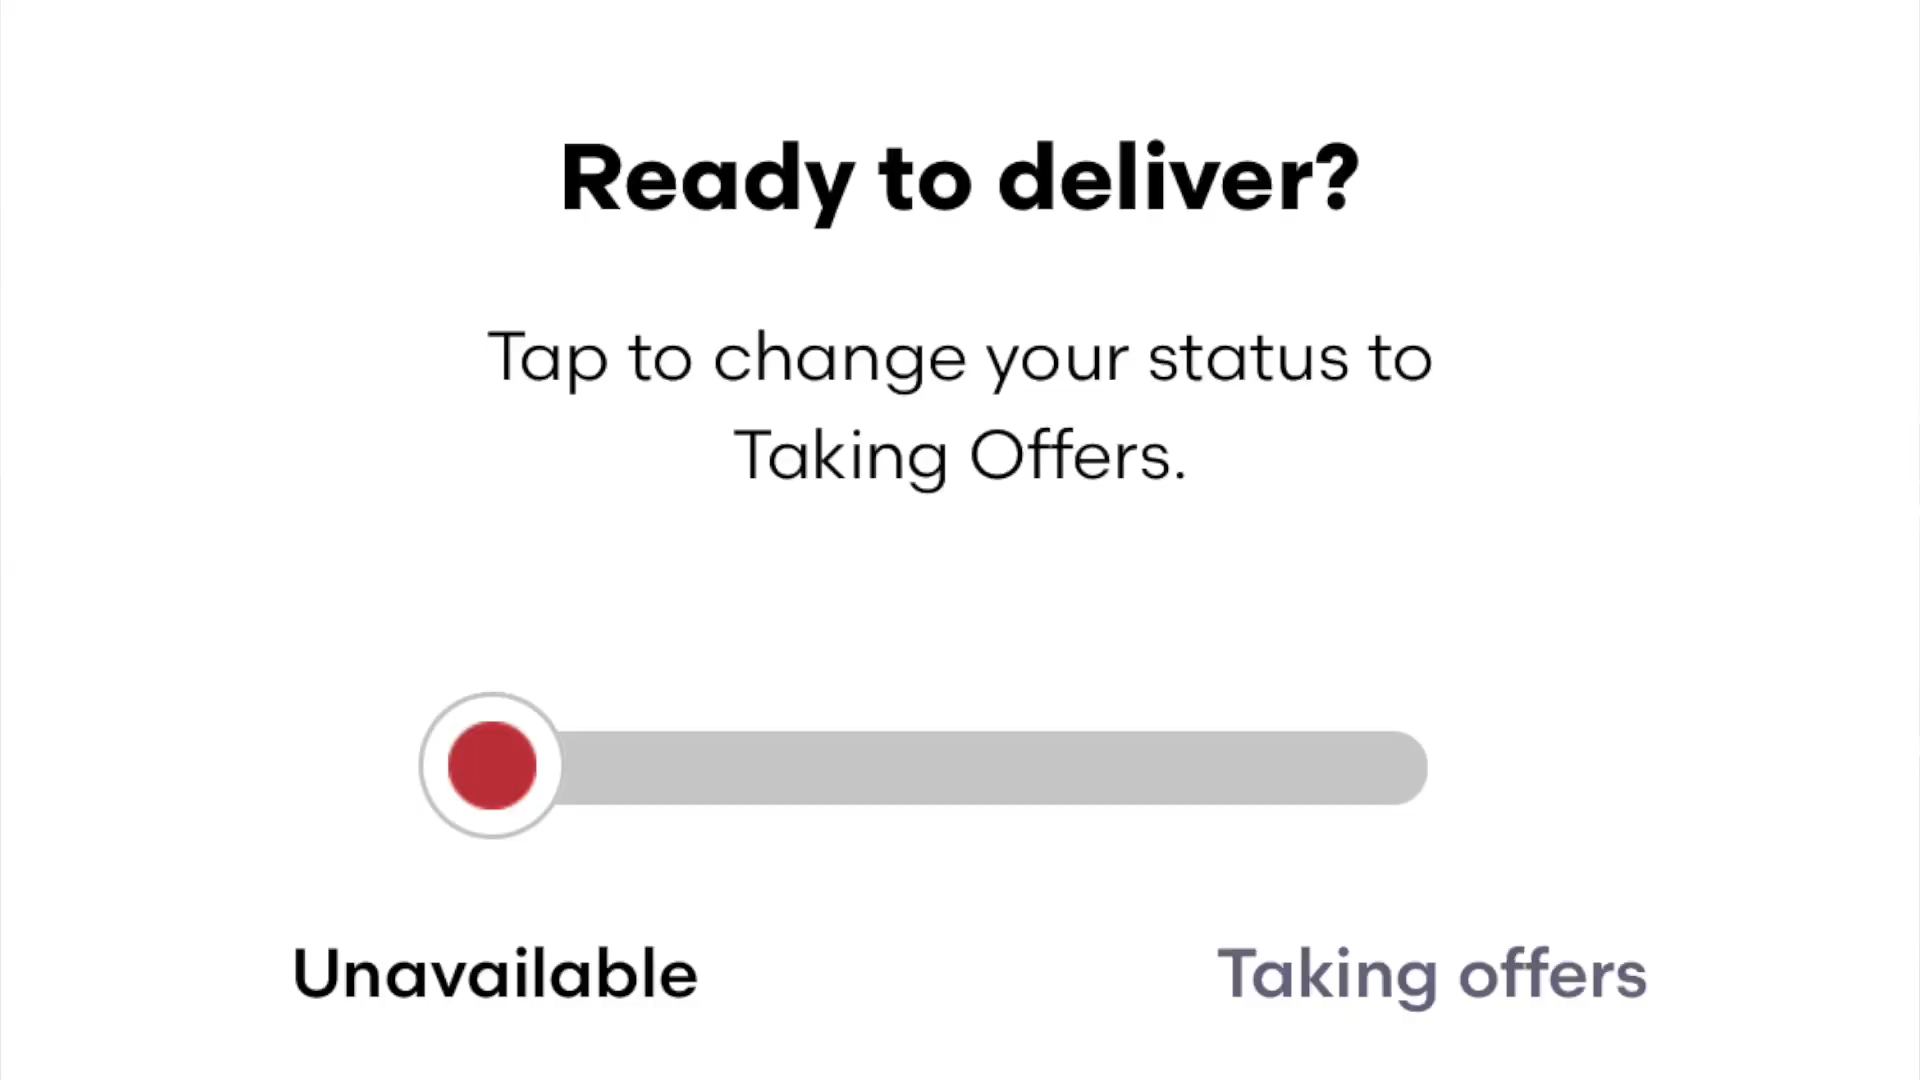 Ready to deliver?
Tap to change your status to
Taking Offers.
Unavailable
Taking offers